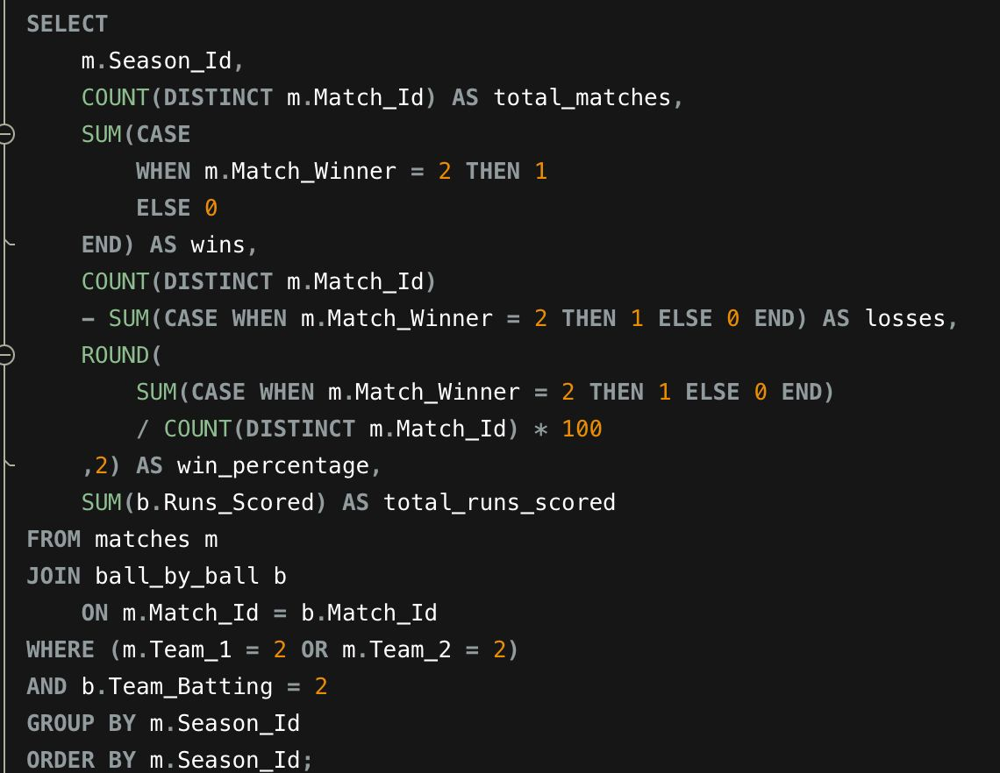 SELECT
    m.Season_Id,
    COUNT(DISTINCT m.Match_Id) AS total_matches,
    SUM(CASE
        WHEN m.Match_Winner = 2 THEN 1
        ELSE 0
    END) AS wins,
    COUNT(DISTINCT m.Match_Id)
    – SUM(CASE WHEN m.Match_Winner = 2 THEN 1 ELSE 0 END) AS losses,
    ROUND(
        SUM(CASE WHEN m.Match_Winner = 2 THEN 1 ELSE 0 END)
        / COUNT(DISTINCT m.Match_Id) * 100
    ,2) AS win_percentage,
    SUM(b.Runs_Scored) AS total_runs_scored
FROM matches m
JOIN ball_by_ball b
    ON m.Match_Id = b.Match_Id
WHERE (m.Team_1 = 2 OR m.Team_2 = 2)
AND b.Team_Batting = 2
GROUP BY m.Season_Id
ORDER BY m.Season_Id;